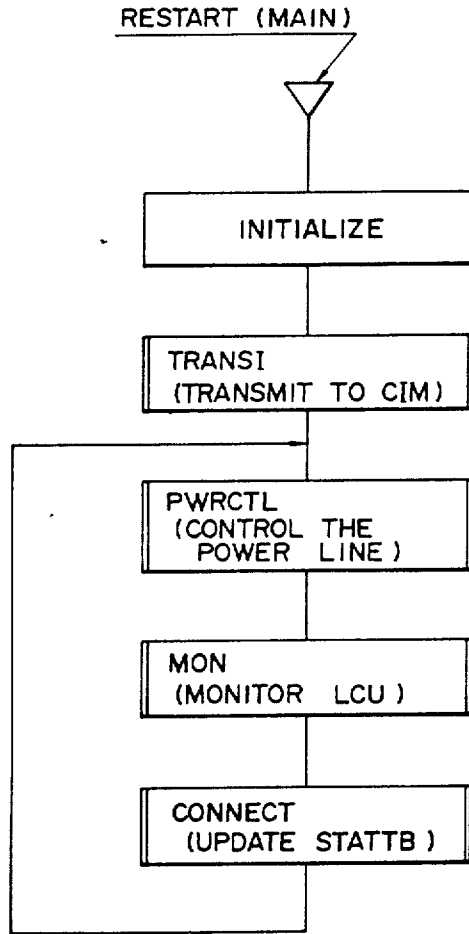 RESTART (MAIN)
INITIALIZE
TRANSI
(TRANSMIT TO CIM)
PWRCTL
(CONTROL THE
POWER LINE)
MON
(MONITOR LCU)
CONNECT
(UPDATE STATTB)